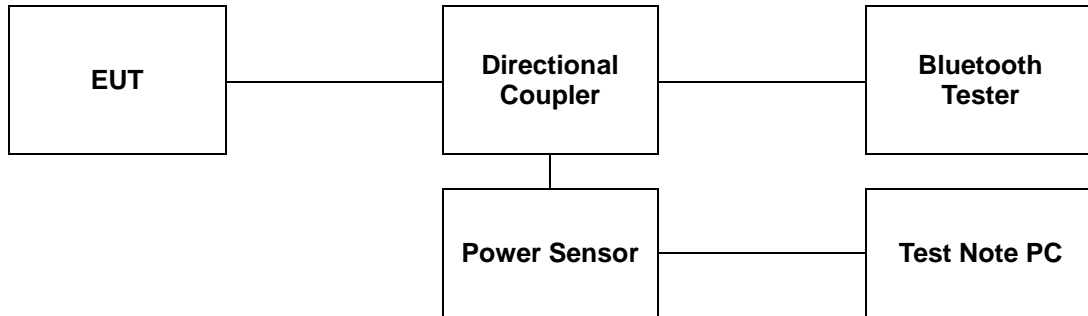 EUT
Directional
Coupler
Bluetooth
Tester
Power Sensor
Test Note PC